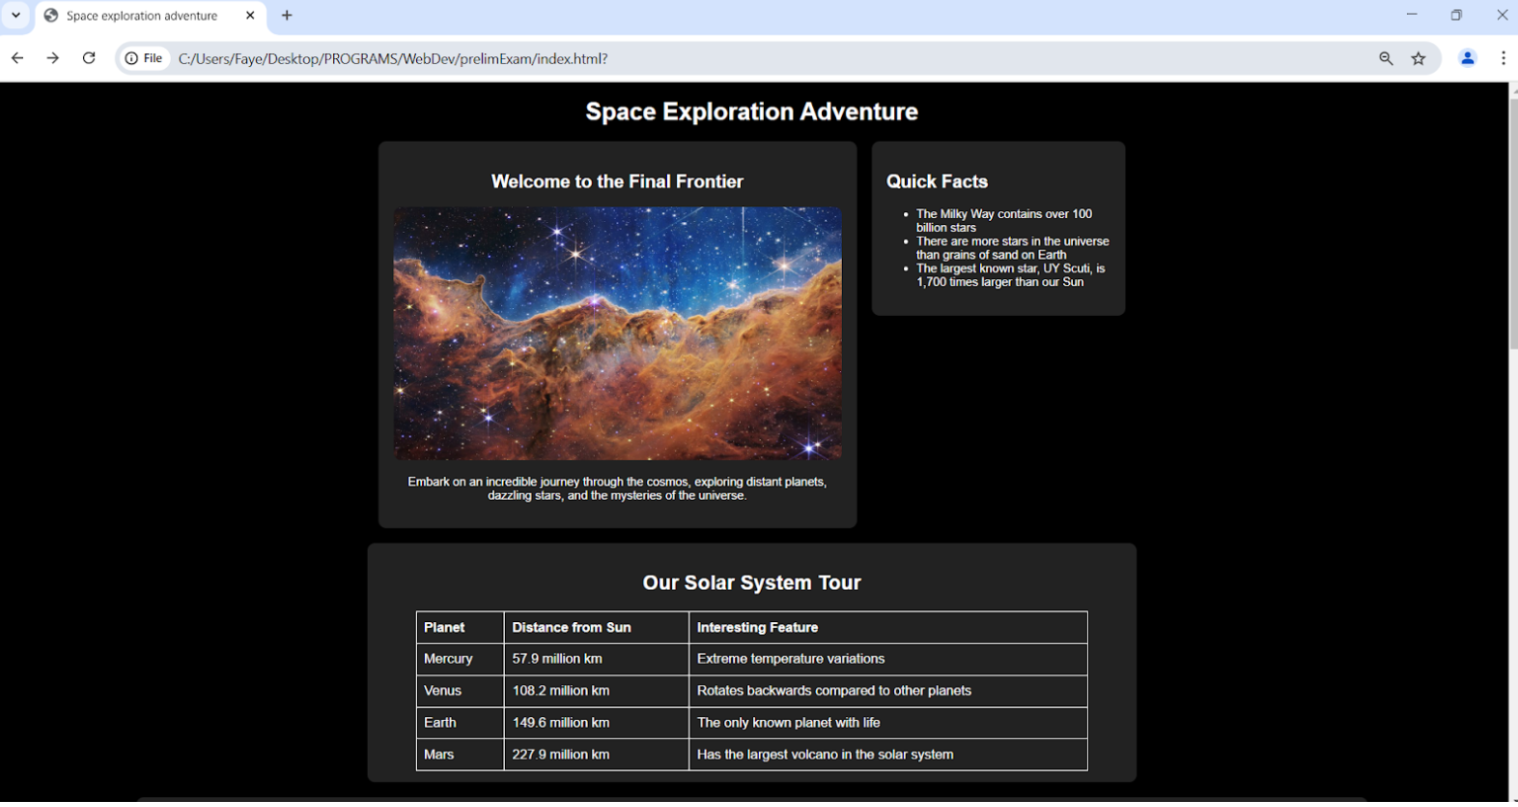 Space exploration adventure
File
C:/Users/Faye/Desktop/PROGRAMS/WebDev/prelimExam/index.html?
Space Exploration Adventure
Welcome to the Final Frontier
Embark on an incredible journey through the cosmos, exploring distant planets,
dazzling stars, and the mysteries of the universe.
Quick Facts
The Milky Way contains over 100
billion stars
There are more stars in the universe
than grains of sand on Earth
The largest known star, UY Scuti, is
1,700 times larger than our Sun
Our Solar System Tour
Planet Distance from Sun Interesting Feature
Mercury 57.9 million km Extreme temperature variations
Venus 108.2 million km Rotates backwards compared to other planets
Earth 149.6 million km The only known planet with life
Mars 227.9 million km Has the largest volcano in the solar system